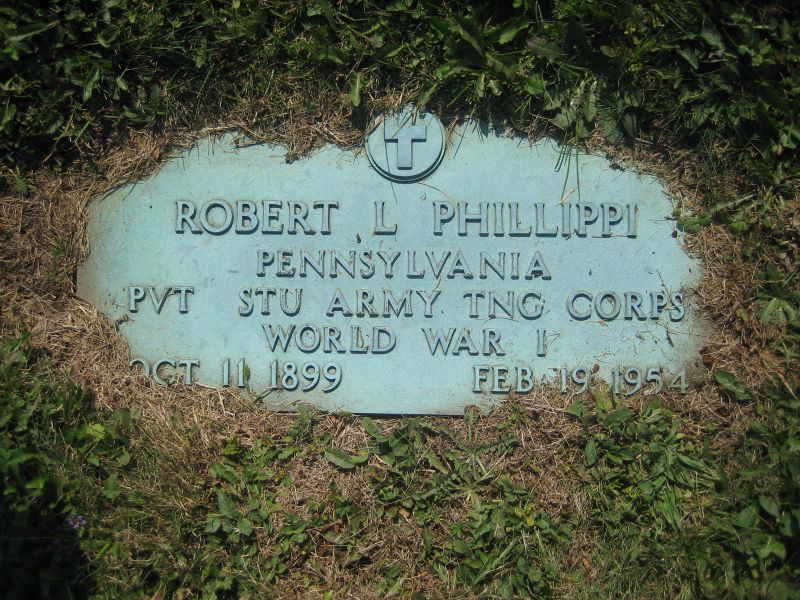 ROBERT L PHILLIPPI
PENNSYLVANIA
PVT STU ARMY TNG CORPS
WORLD WAR I
OCT 11 1899 FEB 19 1954